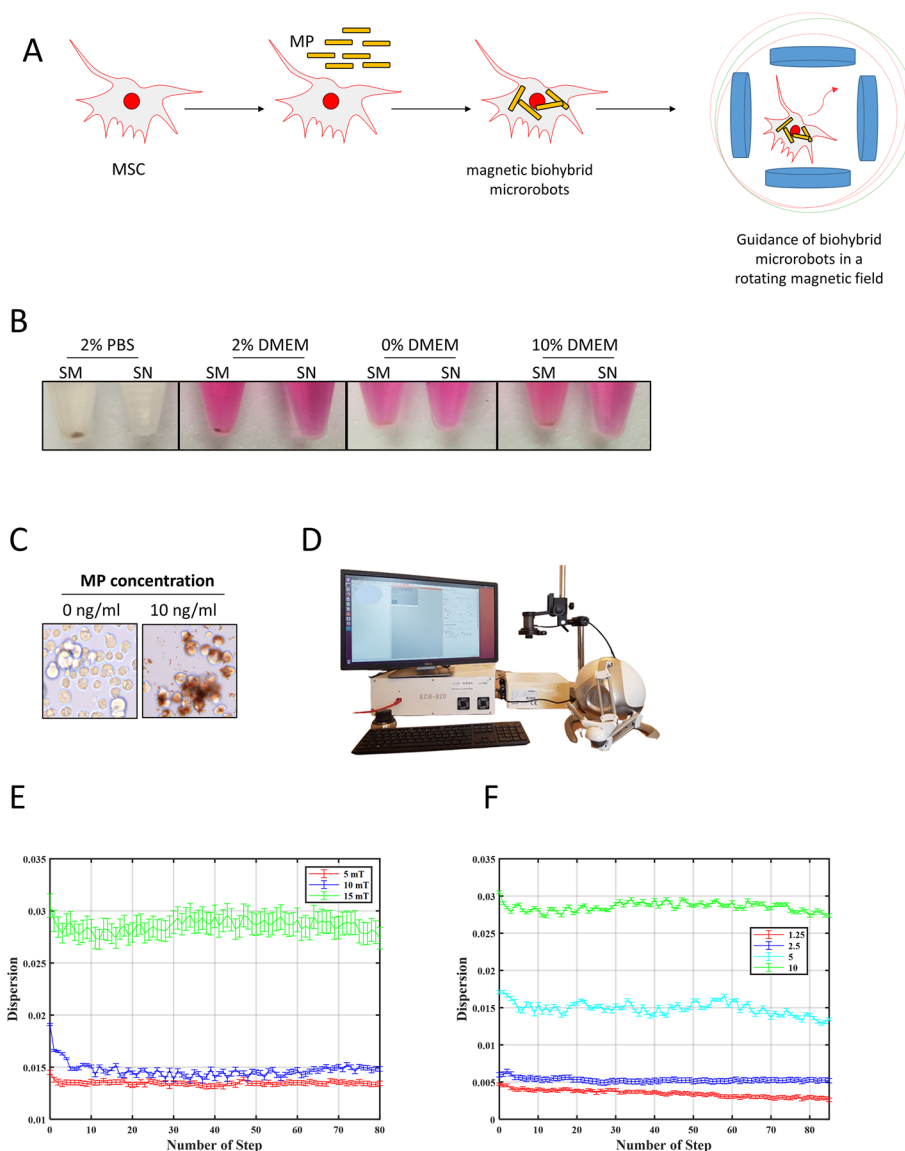 A
MP
MSC
magnetic biohybrid
microrobots
Guidance of biohybrid
microrobots in a
rotating magnetic field
B
2% PBS 2% DMEM 0% DMEM 10% DMEM
SM SN SM SN SM SN SM SN
C
MP concentration
0 ng/ml 10 ng/ml
D
ECB-820
E
0.035
0.03
0.025
0.02
0.015
0.01
Dispersion
5 mT
10 mT
15 mT
0 10 20 30 40 50 60 70 80
Number of Step
F
0.035
0.03
0.025
0.02
0.015
0.01
0.005
0
Dispersion
1.25
2.5
5
10
0 10 20 30 40 50 60 70 80
Number of Step